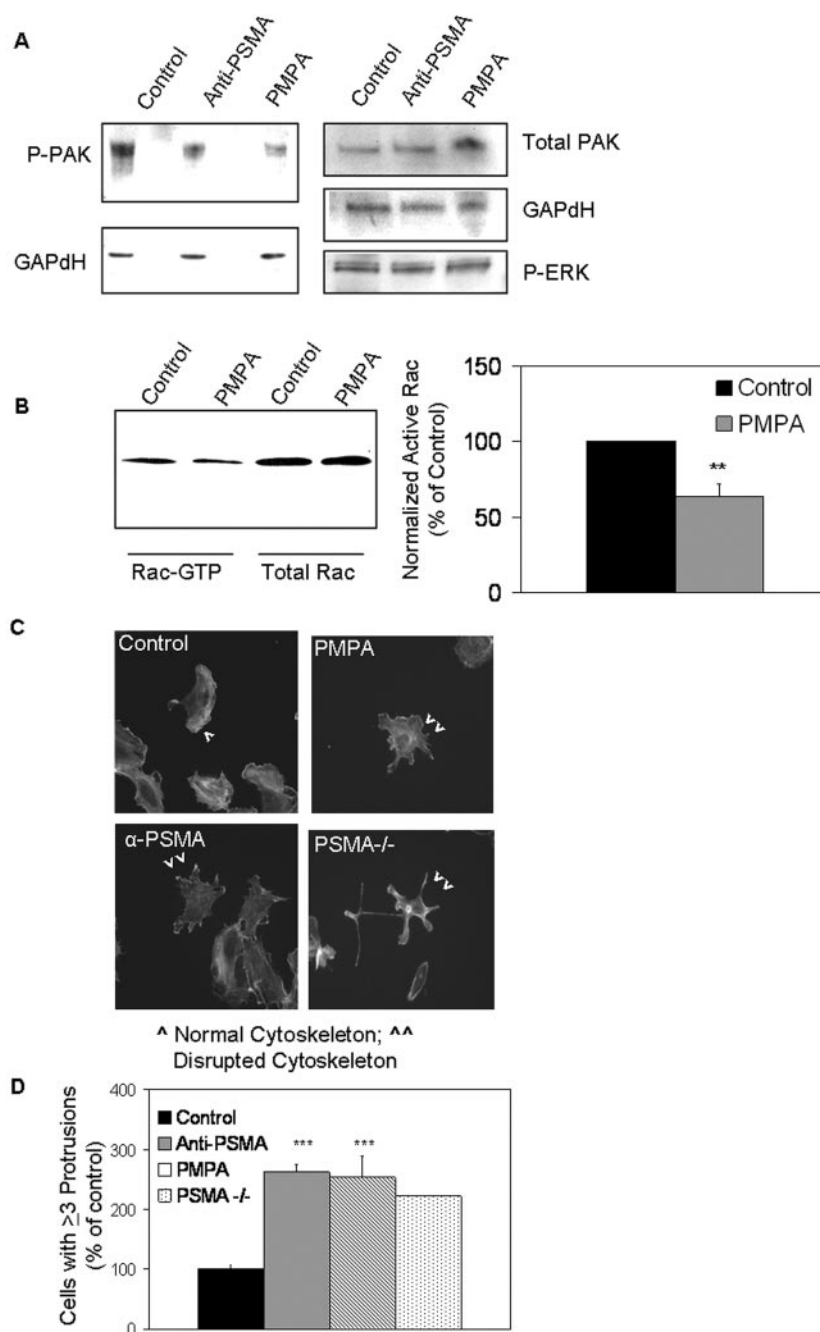 A
Control
Anti-PSMA
PMPA
Control
Anti-PSMA
PMPA
P-PAK
Total PAK
GAPdH
GAPdH
P-ERK
B
Control
PMPA
Control
PMPA
Rac-GTP
Total Rac
Normalized Active Rac
(% of Control)
150
100
50
0
Control
PMPA
**
C
Control
PMPA
α-PSMA
PSMA-/-
^ Normal Cytoskeleton; ^^
Disrupted Cytoskeleton
D
Cells with ≥3 Protrusions
(% of control)
400
300
200
100
0
Control
Anti-PSMA
PMPA
PSMA -/-
***
***